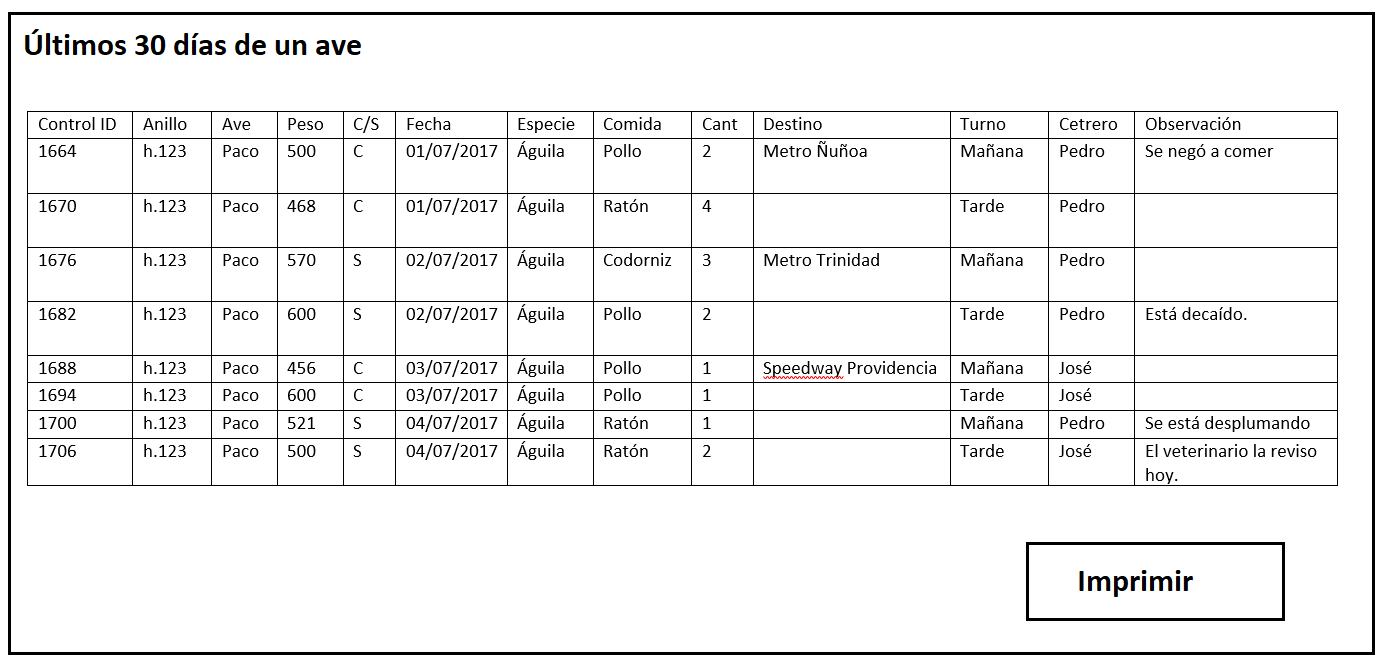 Últimos 30 días de un ave
Control ID Anillo Ave Peso C/S Fecha Especie Comida Cant Destino Turno Cetrero Observación
1664 h.123 Paco 500 C 01/07/2017 Águila Pollo 2 Metro Ñuñoa Mañana Pedro Se negó a comer
1670 h.123 Paco 468 C 01/07/2017 Águila Ratón 4 Tarde Pedro
1676 h.123 Paco 570 S 02/07/2017 Águila Codorniz 3 Metro Trinidad Mañana Pedro
1682 h.123 Paco 600 S 02/07/2017 Águila Pollo 2 Tarde Pedro Está decaído.
1688 h.123 Paco 456 C 03/07/2017 Águila Pollo 1 Speedway Providencia Mañana José
1694 h.123 Paco 600 C 03/07/2017 Águila Pollo 1 Tarde José
1700 h.123 Paco 521 S 04/07/2017 Águila Ratón 1 Mañana Pedro Se está desplumando
1706 h.123 Paco 500 S 04/07/2017 Águila Ratón 2 Tarde José El veterinario la reviso
hoy.
Imprimir